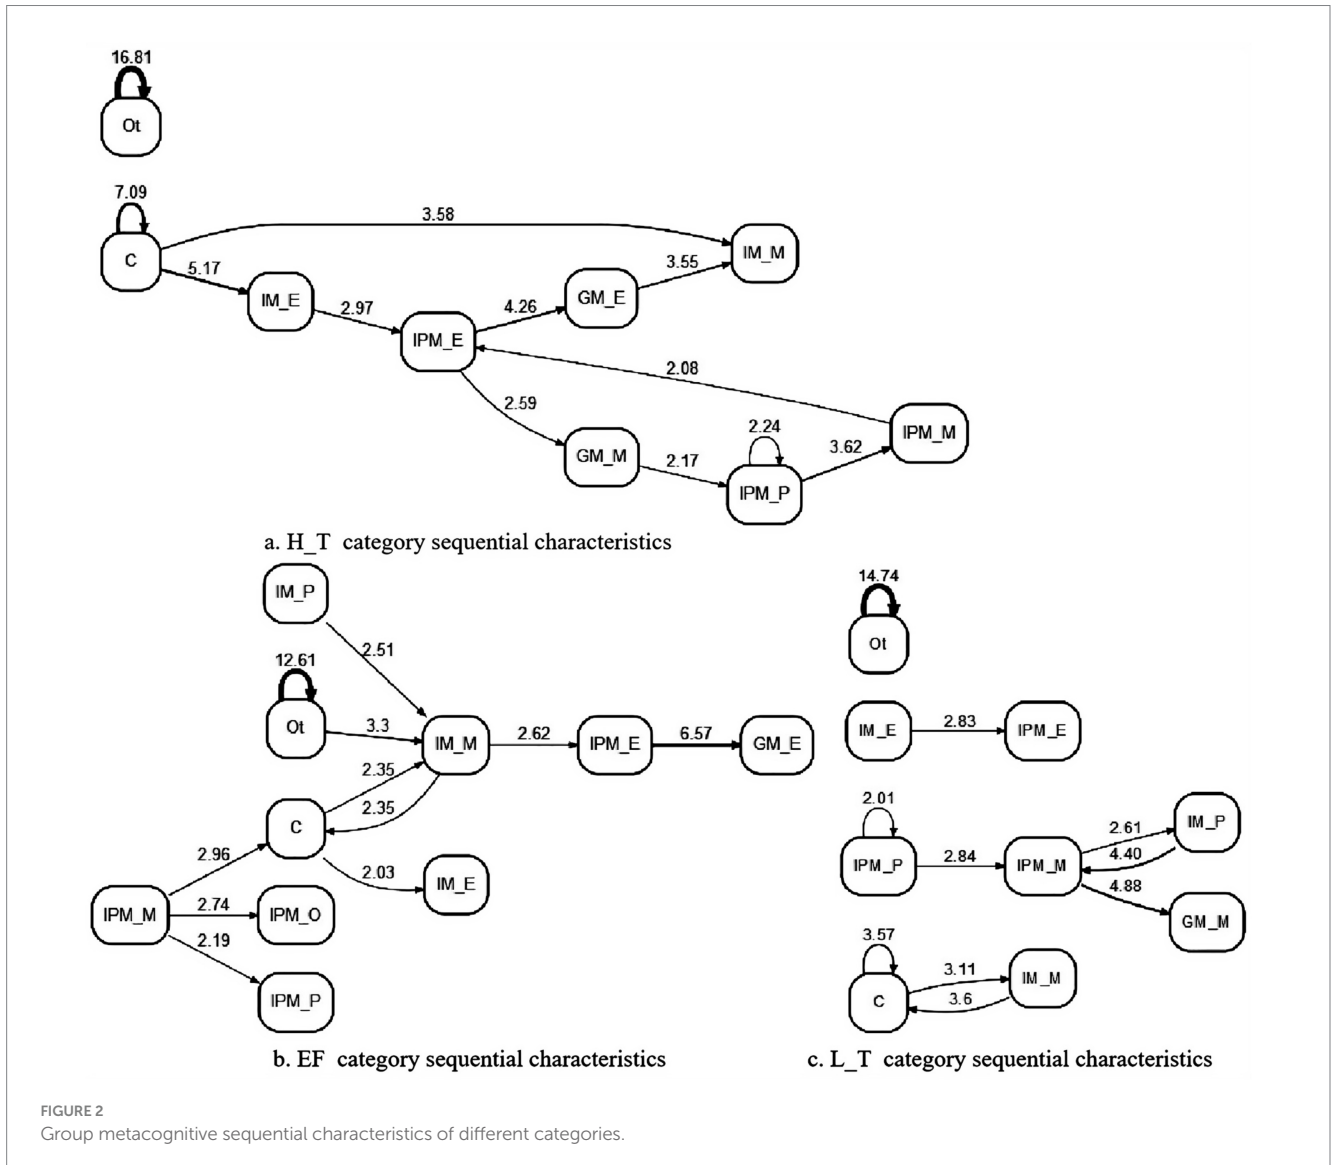 16.81
Ot
7.09
C
3.58
IM_M
5.17
IM_E
2.97
IPM_E
4.26
GM_E
3.55
2.08
2.59
GM_M
2.17
2.24
IPM_P
3.62
IPM_M
a. H_T category sequential characteristics
IM_P
2.51
12.61
Ot
3.3
IM_M
2.62
IPM_E
6.57
GM_E
2.35
2.35
C
2.03
IM_E
2.96
IPM_M
2.74
IPM_O
2.19
IPM_P
b. EF category sequential characteristics
14.74
Ot
IM_E
2.83
IPM_E
2.01
IPM_P
2.84
IPM_M
2.61
IM_P
4.40
4.88
GM_M
3.57
C
3.11
IM_M
3.6
c. L_T category sequential characteristics
FIGURE 2
Group metacognitive sequential characteristics of different categories.